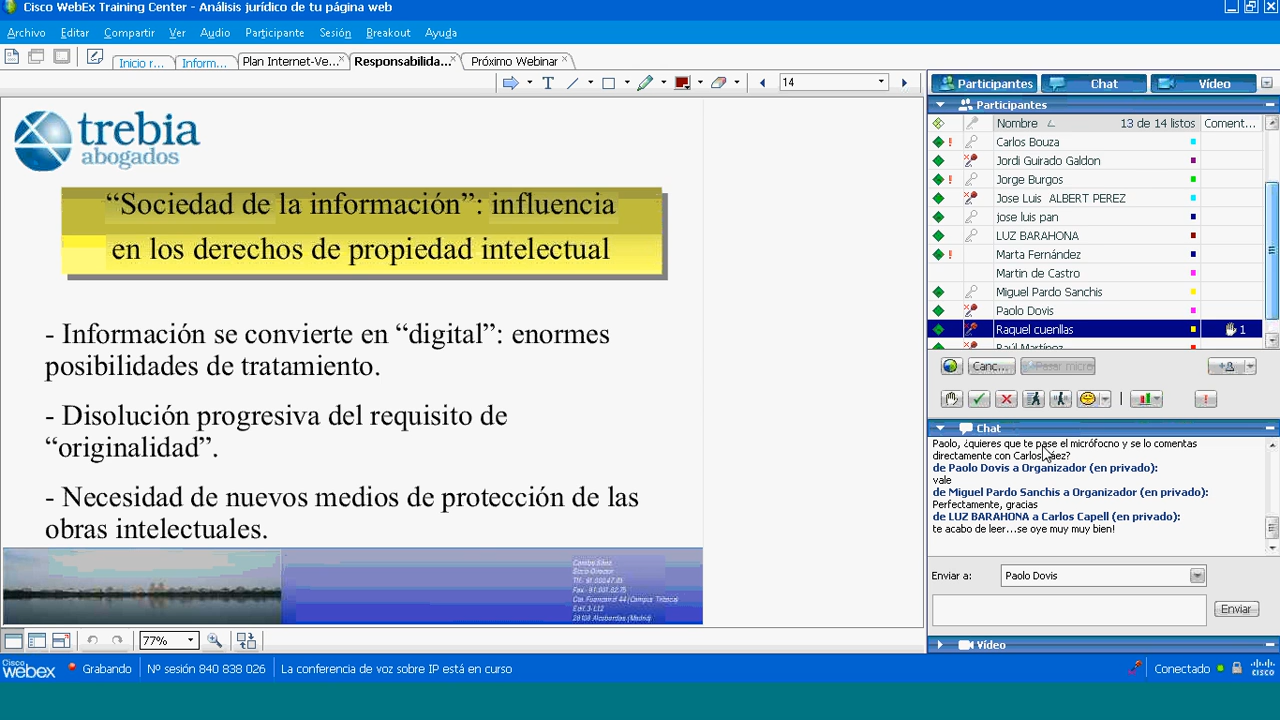 Cisco WebEx Training Center - Análisis jurídico de tu página web
Archivo Editar Compartir Ver Audio Participante Sesión Breakout Ayuda
Inicio r... Inform... Plan Internet-Ve... Responsabilida... Próximo Webinar
T 14
Participantes Chat Vídeo
trebia
abogados
“Sociedad de la información”: influencia
en los derechos de propiedad intelectual
- Información se convierte en “digital”: enormes
posibilidades de tratamiento.
- Disolución progresiva del requisito de
“originalidad”.
- Necesidad de nuevos medios de protección de las
obras intelectuales.
Participantes
Nombre 13 de 14 listos Coment...
Carlos Bouza
Jordi Guirado Galdon
Jorge Burgos
Jose Luis ALBERT PEREZ
jose luis pan
LUZ BARAHONA
Marta Fernández
Martin de Castro
Miguel Pardo Sanchis
Paolo Dovis
Raquel cuenllas 1
Raúl Martínez
Canc... Pasar micro
Chat
Paolo, ¿quieres que te pase el micrófocno y se lo comentas
directamente con Carlos Sáez?
de Paolo Dovis a Organizador (en privado):
vale
de Miguel Pardo Sanchis a Organizador (en privado):
Perfectamente, gracias
de LUZ BARAHONA a Carlos Capell (en privado):
te acabo de leer...se oye muy muy bien!
Enviar a: Paolo Dovis
Enviar
Vídeo
77%
Cisco webex Grabando Nº sesión 840 838 026 La conferencia de voz sobre IP está en curso Conectado cisco